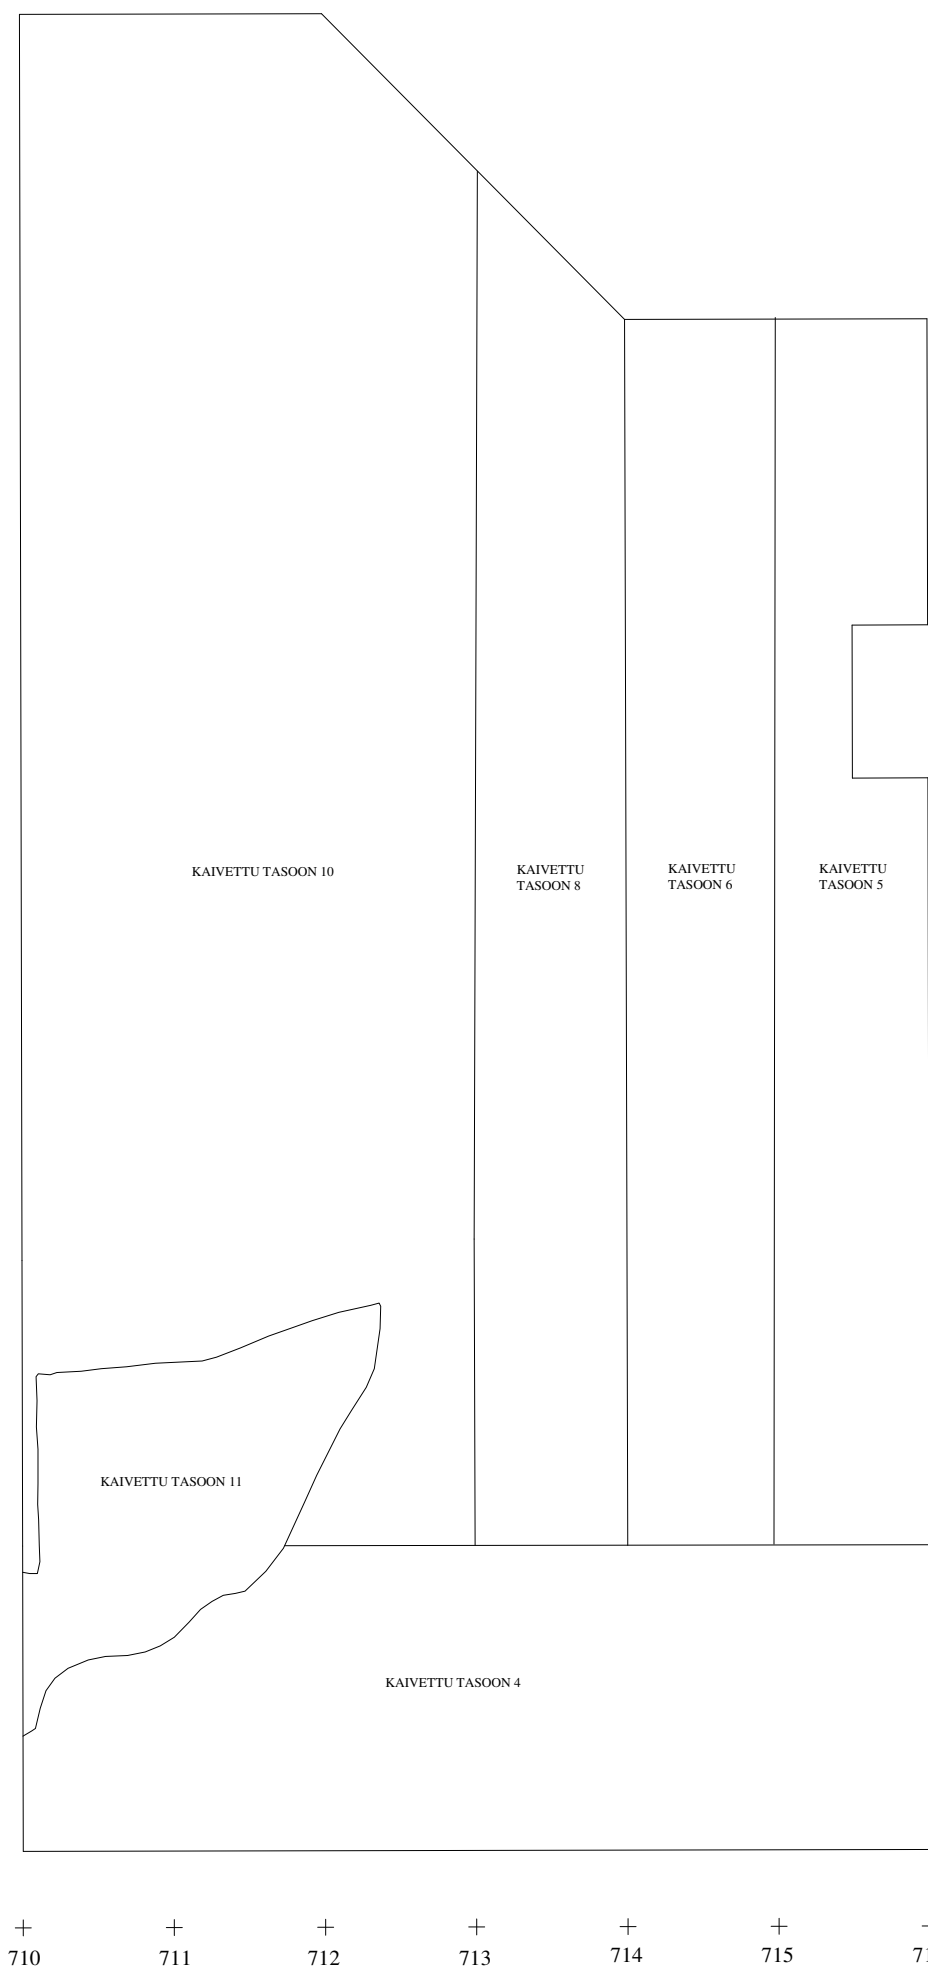 KAIVETTU TASOON 10
KAIVETTU
TASOON 8
KAIVETTU
TASOON 6
KAIVETTU
TASOON 5
KAIVETTU TASOON 11
KAIVETTU TASOON 4
710 711 712 713 714 715